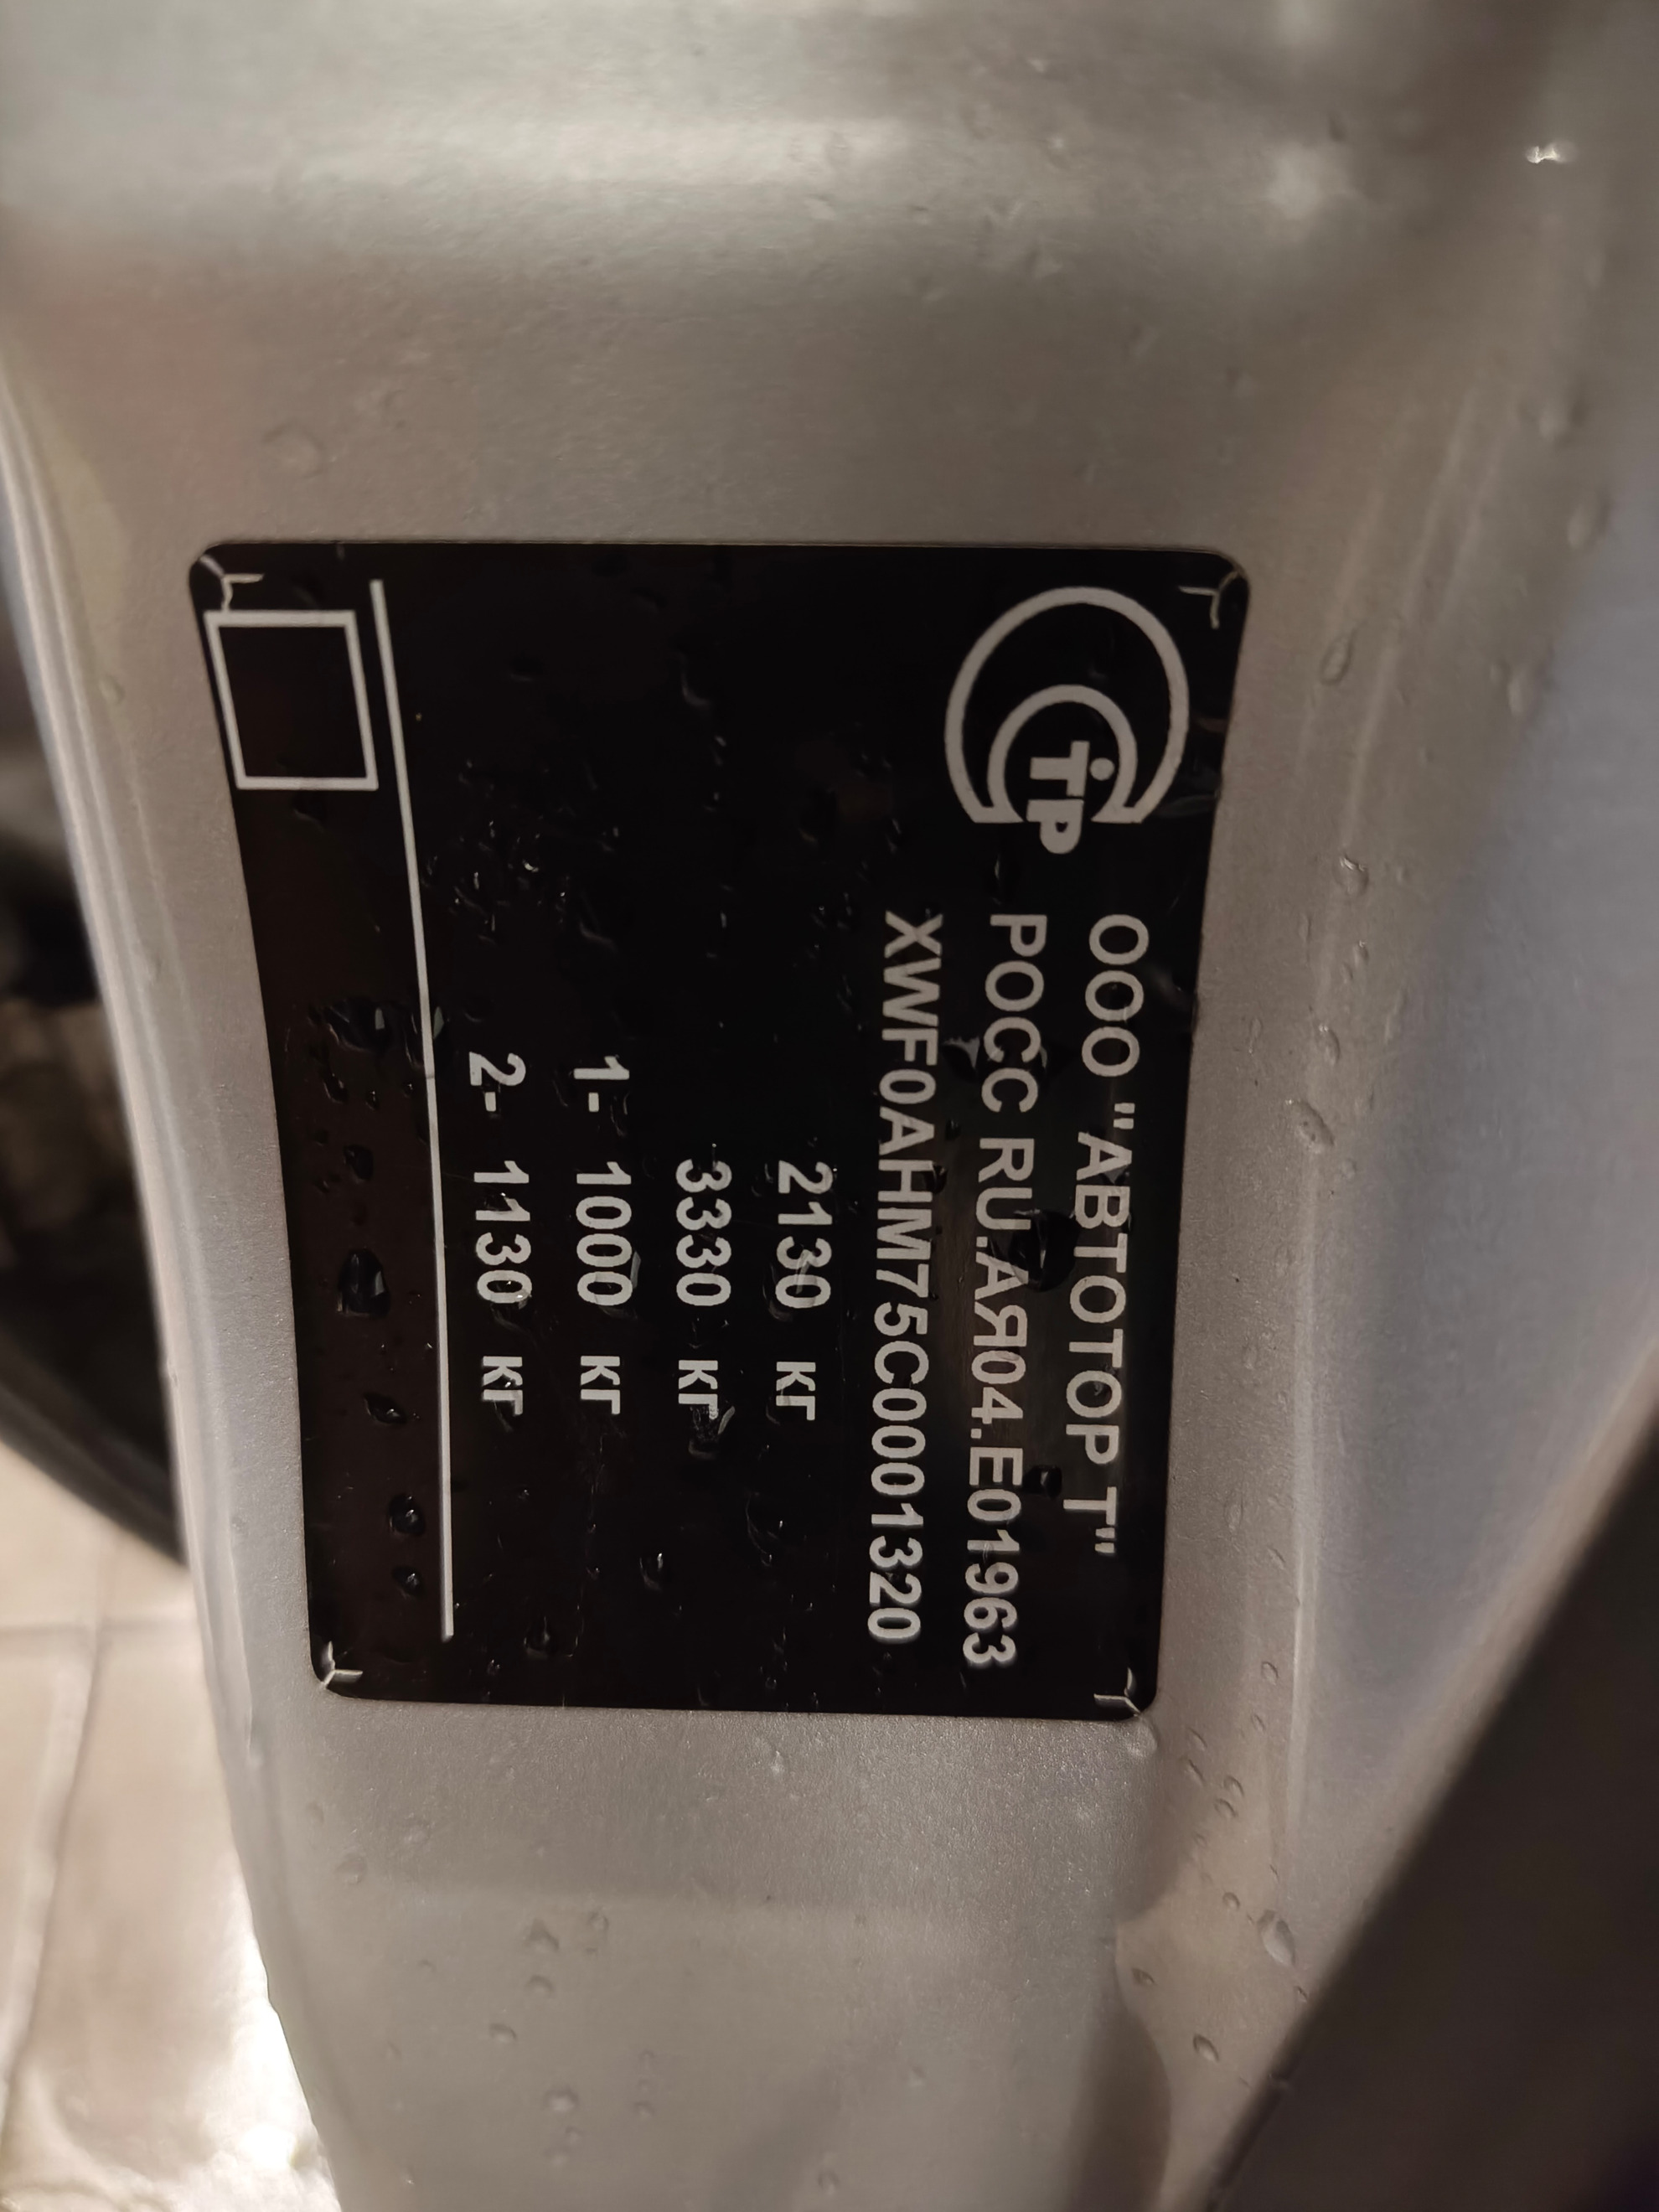 ООО "АВТОТОР Т"
РОСС RU.АЯ04.Е01963
XWF0AHM75C0001320
2130 кг
3330 кг
1- 1000 кг
2- 1130 кг